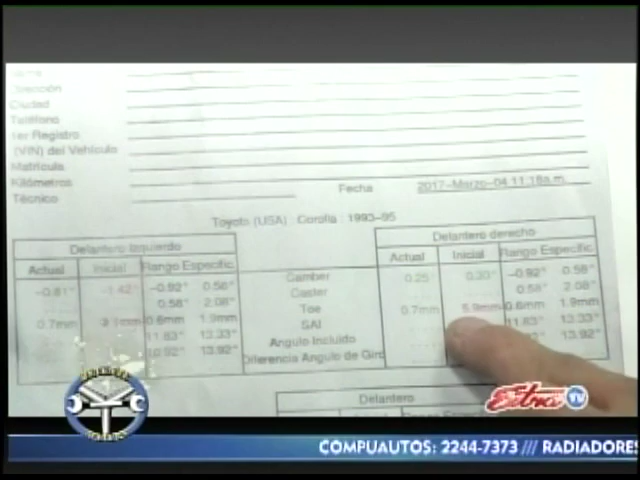 Dirección
Ciudad
Teléfono
1er Registro
(VIN) del Vehículo
Matrícula
Kilómetros
Técnico
Fecha 2017-Marzo-04 11:18a.m.
Toyota (USA) Corolla : 1993-95
Delantero Izquierdo
Delantero derecho
Actual Inicial Rango Específic.
Actual Inicial Rango Específic.
-0.81° -1.42° -0.92° 0.58° Camber 0.25 0.30° -0.92° 0.58°
0.58° 2.08° Caster 0.58° 2.08°
0.7mm 0.6mm 1.9mm Toe 0.7mm 5.9mm 0.6mm 1.9mm
11.83° 13.33° SAI 11.83° 13.33°
Angulo Incluido
10.92° 13.92° 13.92°
Diferencia Angulo de Giro
Delantero
Extra TV
COMPUAUTOS: 2244-7373 /// RADIADORES